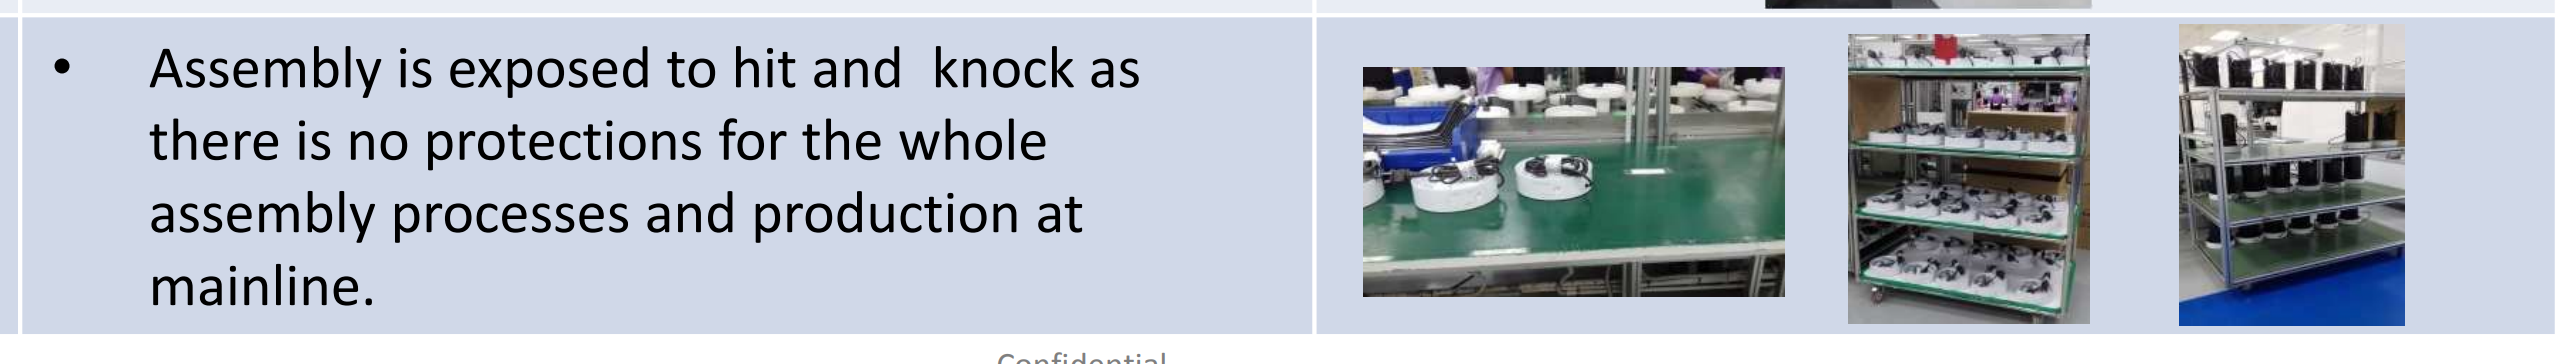 • Assembly is exposed to hit and  knock as
there is no protections for the whole
assembly processes and production at
mainline.
Confidential